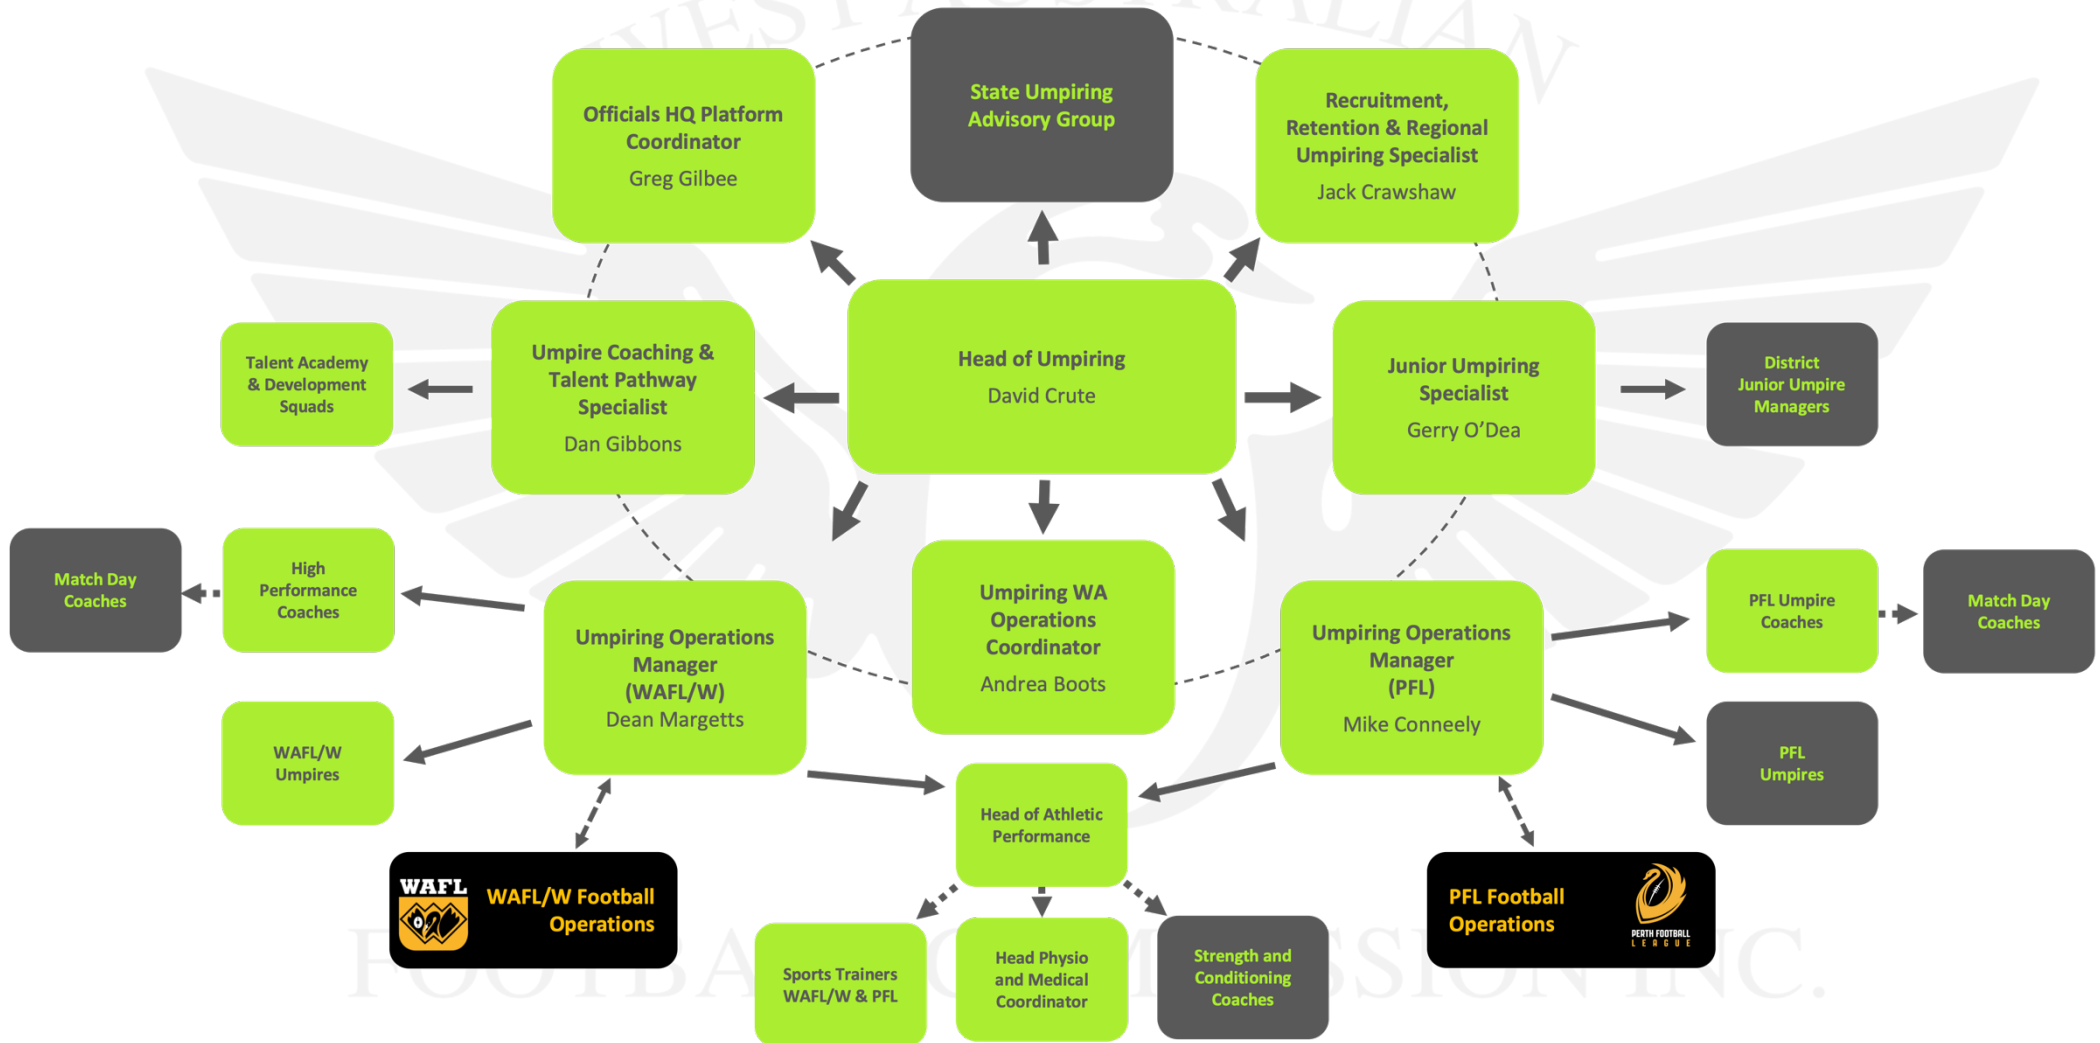 WEST AUSTRALIAN
State Umpiring
Advisory Group
Officials HQ Platform
Coordinator
Greg Gilbee
Recruitment,
Retention & Regional
Umpiring Specialist
Jack Crawshaw
Talent Academy
& Development
Squads
Umpire Coaching &
Talent Pathway
Specialist
Dan Gibbons
Head of Umpiring
David Crute
Junior Umpiring
Specialist
Gerry O’Dea
District
Junior Umpire
Managers
Match Day
Coaches
High
Performance
Coaches
Umpiring Operations
Manager
(WAFL/W)
Dean Margetts
Umpiring WA
Operations
Coordinator
Andrea Boots
Umpiring Operations
Manager
(PFL)
Mike Conneely
PFL Umpire
Coaches
Match Day
Coaches
WAFL/W
Umpires
PFL
Umpires
Head of Athletic
Performance
WAFL
WAFL/W Football
Operations
PFL Football
Operations
PERTH FOOTBALL
LEAGUE
Sports Trainers
WAFL/W & PFL
Head Physio
and Medical
Coordinator
Strength and
Conditioning
Coaches
INC.